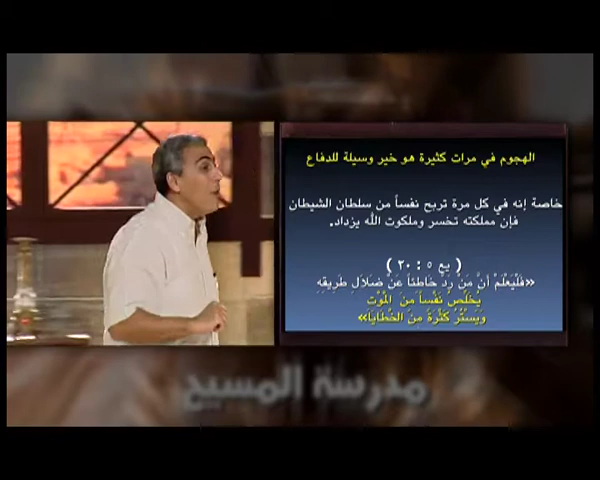 الهجوم في مرات كثيرة هو خير وسيلة للدفاع
خاصة إنه في كل مرة تربح نفساً من سلطان الشيطان
فإن مملكته تخسر وملكوت الله يزداد.
( يع ٥ : ٢٠ )
«فَلْيَعْلَمْ أَنَّ مَنْ رَدَّ خَاطِئاً عَنْ ضَلَالِ طَرِيقِهِ
يُخَلِّصُ نَفْساً مِنَ الْمَوْتِ
وَيَسْتُرُ كَثْرَةً مِنَ الْخَطَايَا»
مدرسة المسيح